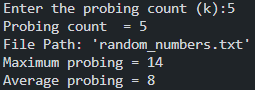 Enter the probing count (k):5
Probing count  = 5
File Path: 'random_numbers.txt'
Maximum probing = 14
Average probing = 8